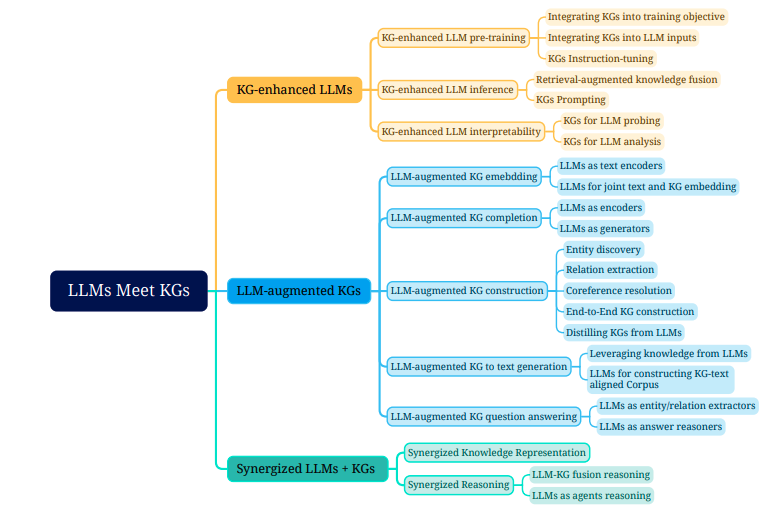 LLMs Meet KGs
KG-enhanced LLMs
KG-enhanced LLM pre-training
Integrating KGs into training objective
Integrating KGs into LLM inputs
KGs Instruction-tuning
KG-enhanced LLM inference
Retrieval-augmented knowledge fusion
KGs Prompting
KG-enhanced LLM interpretability
KGs for LLM probing
KGs for LLM analysis
LLM-augmented KGs
LLM-augmented KG emebdding
LLMs as text encoders
LLMs for joint text and KG embedding
LLM-augmented KG completion
LLMs as encoders
LLMs as generators
LLM-augmented KG construction
Entity discovery
Relation extraction
Coreference resolution
End-to-End KG construction
Distilling KGs from LLMs
LLM-augmented KG to text generation
Leveraging knowledge from LLMs
LLMs for constructing KG-text
aligned Corpus
LLM-augmented KG question answering
LLMs as entity/relation extractors
LLMs as answer reasoners
Synergized LLMs + KGs
Synergized Knowledge Representation
Synergized Reasoning
LLM-KG fusion reasoning
LLMs as agents reasoning